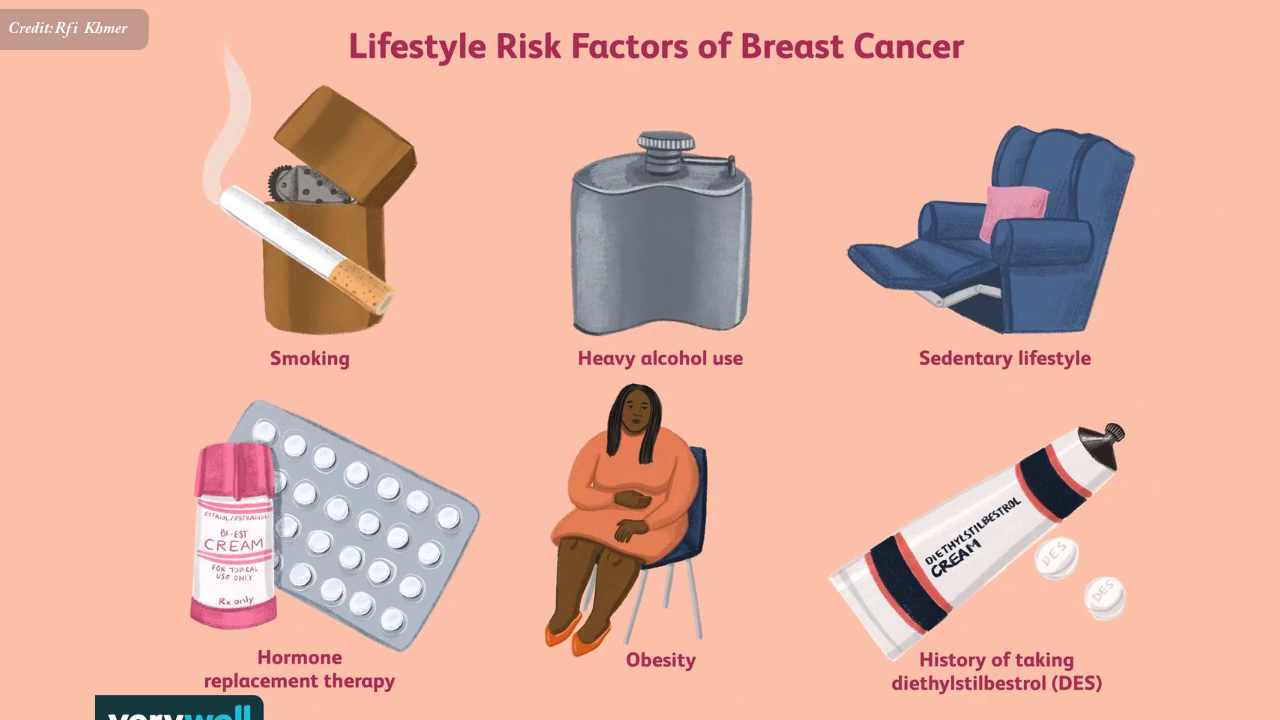 Credit:Rfi Khmer
Lifestyle Risk Factors of Breast Cancer
Smoking
Heavy alcohol use
Sedentary lifestyle
ESTRIOL/ESTRADIOL
BI-EST
CREAM
FOR TOPICAL
USE ONLY
Rx only
Hormone
replacement therapy
Obesity
DIETHYLSTILBESTROL
CREAM
DES
DES
History of taking
diethylstilbestrol (DES)
verywell